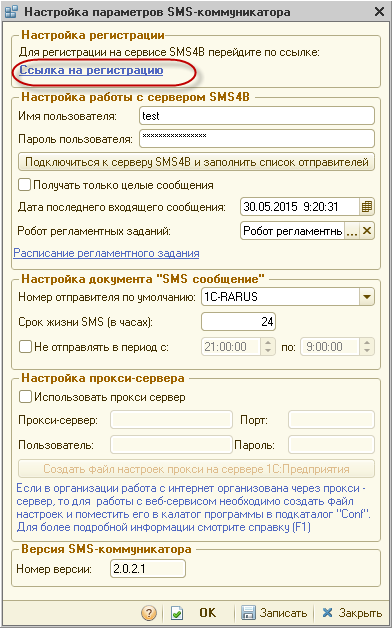 Настройка параметров SMS-коммуникатора
Настройка регистрации
Для регистрации на сервисе SMS4B перейдите по ссылке:
Ссылка на регистрацию
Настройка работы с сервером SMS4B
Имя пользователя: test
Пароль пользователя: ****************
Подключиться к серверу SMS4B и заполнить список отправителей
Получать только целые сообщения
Дата последнего входящего сообщения: 30.05.2015 9:20:31
Робот регламентных заданий: Робот регламентнь ... x
Расписание регламентного задания
Настройка документа "SMS сообщение"
Номер отправителя по умолчанию: 1C-RARUS
Срок жизни SMS (в часах): 24
Не отправлять в период с: 21:00:00 по: 9:00:00
Настройка прокси-сервера
Использовать прокси сервер
Прокси-сервер: Порт:
Пользователь: Пароль:
Создать файл настроек прокси на сервере 1С:Предприятия
Если в организации работа с интернет организована через прокси -
сервер, то для работы с веб-сервисом необходимо создать файл
настроек и поместить его в калатог программы в подкаталог "Conf".
Для более подробной информации смотрите справку (F1)
Версия SMS-коммуникатора
Номер версии: 2.0.2.1
? OK Записать Закрыть